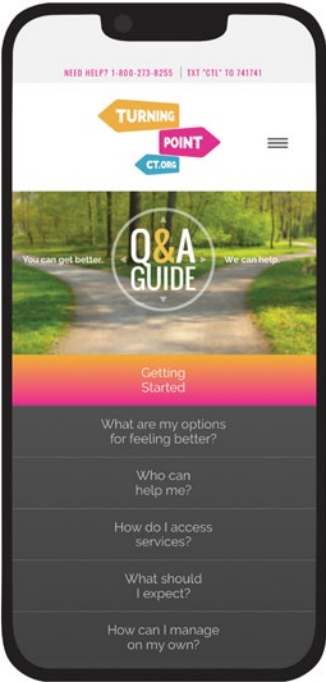 NEED HELP? 1-800-273-8255 | TXT "CTL" TO 741741
TURNING
POINT
CT.ORG
You can get better.
Q&A
GUIDE
We can help.
Getting
Started
What are my options
for feeling better?
Who can
help me?
How do I access
services?
What should
I expect?
How can I manage
on my own?